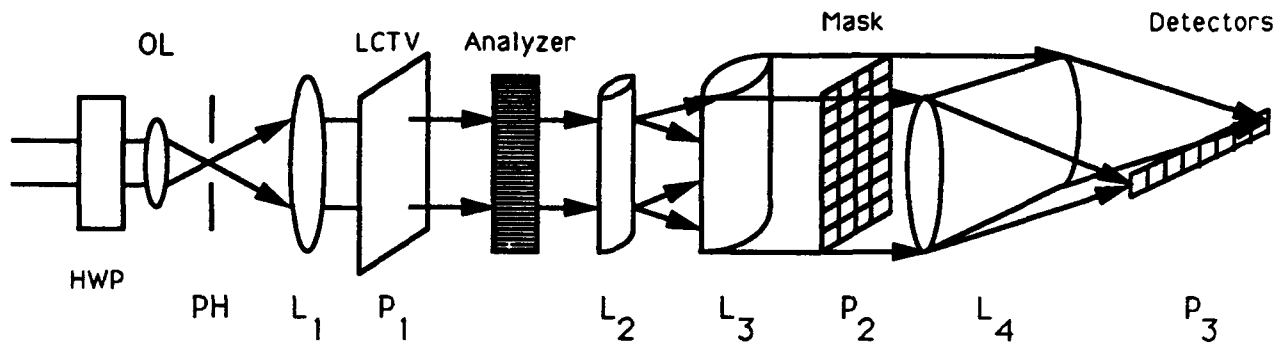 Mask
Detectors
OL
LCTV
Analyzer
HWP
PH
L1
P1
L2
L3
P2
L4
P3